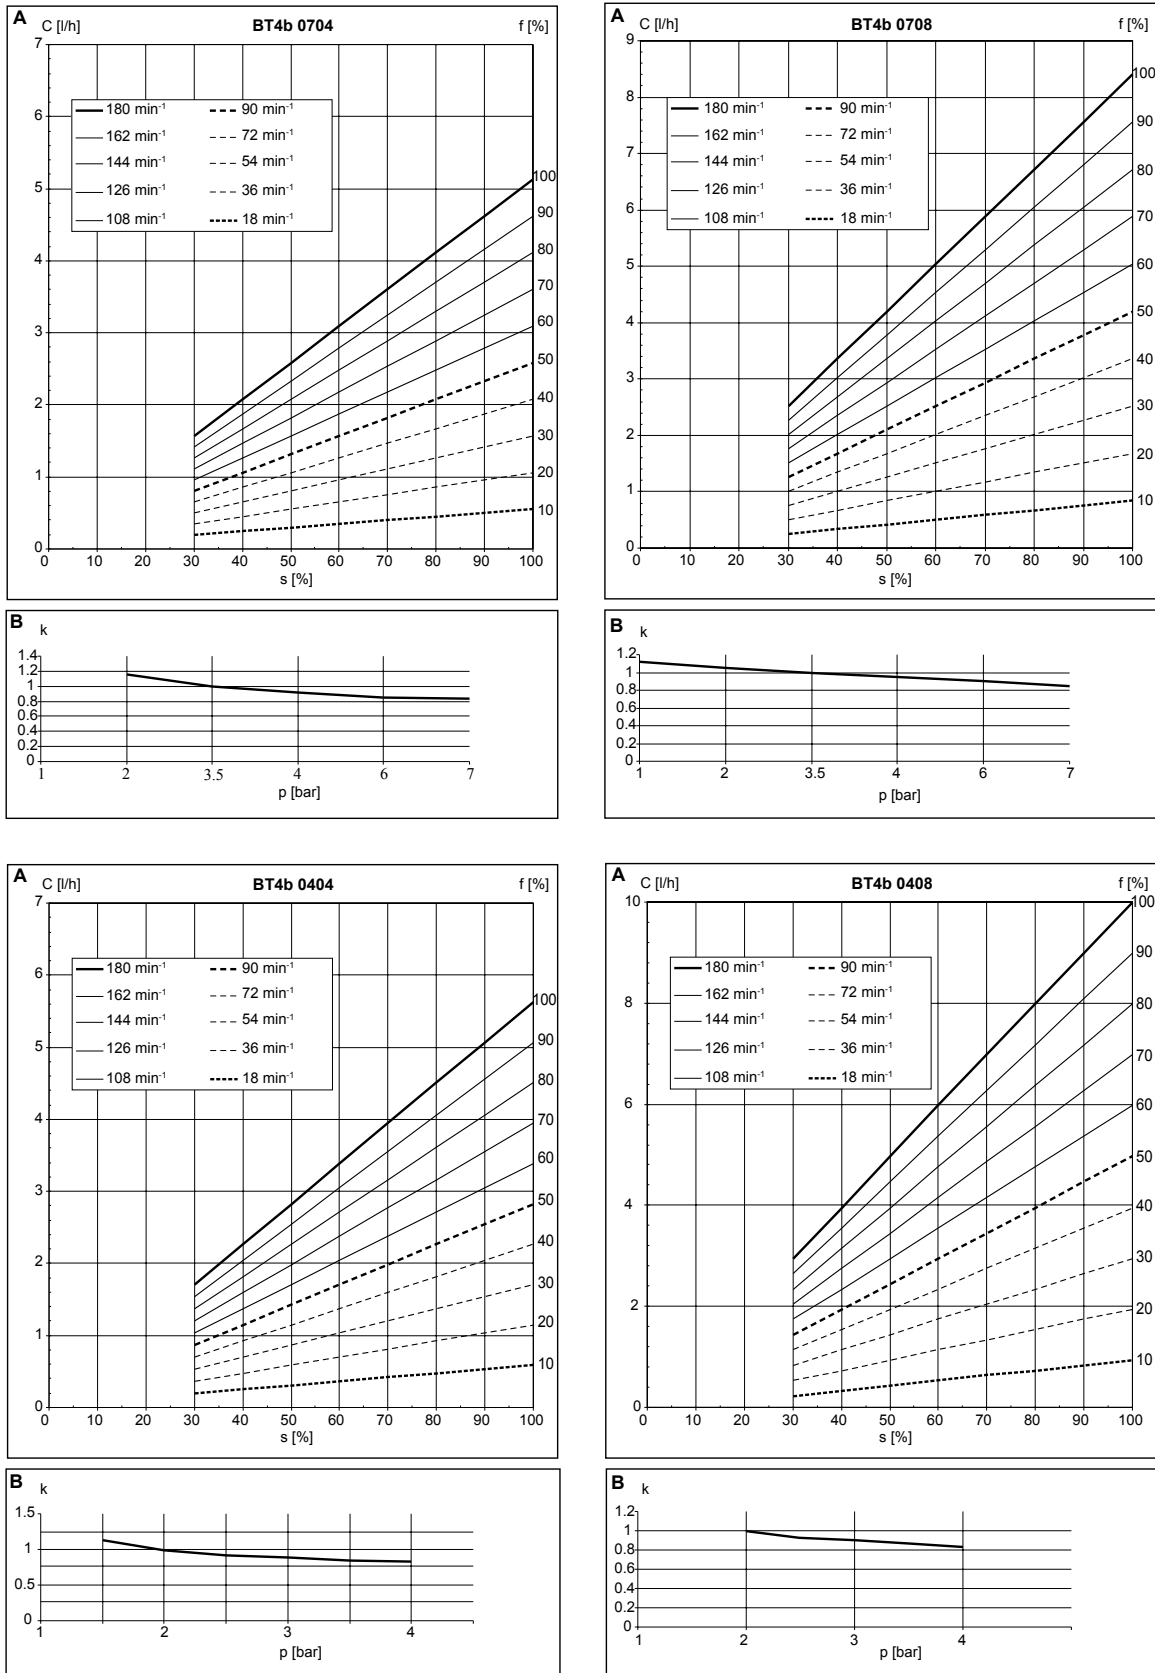 A C [l/h] BT4b 0704 f [%]
7
6
5
4
3
2
1
0
180 min-1 90 min-1
162 min-1 72 min-1
144 min-1 54 min-1
126 min-1 36 min-1
108 min-1 18 min-1
100
90
80
70
60
50
40
30
20
10
0 10 20 30 40 50 60 70 80 90 100
s [%]
B k
1.4
1.2
1
0.8
0.6
0.4
0.2
0
1 2 3.5 4 6 7
p [bar]
A C [l/h] BT4b 0708 f [%]
9
8
7
6
5
4
3
2
1
0
180 min-1 90 min-1
162 min-1 72 min-1
144 min-1 54 min-1
126 min-1 36 min-1
108 min-1 18 min-1
100
90
80
70
60
50
40
30
20
10
0 10 20 30 40 50 60 70 80 90 100
s [%]
B k
1.2
1
0.8
0.6
0.4
0.2
0
1 2 3.5 4 6 7
p [bar]
A C [l/h] BT4b 0404 f [%]
7
6
5
4
3
2
1
0
180 min-1 90 min-1
162 min-1 72 min-1
144 min-1 54 min-1
126 min-1 36 min-1
108 min-1 18 min-1
100
90
80
70
60
50
40
30
20
10
0 10 20 30 40 50 60 70 80 90 100
s [%]
B k
1.5
1
0.5
0
1 2 3 4
p [bar]
A C [l/h] BT4b 0408 f [%]
10
8
6
4
2
0
180 min-1 90 min-1
162 min-1 72 min-1
144 min-1 54 min-1
126 min-1 36 min-1
108 min-1 18 min-1
100
90
80
70
60
50
40
30
20
10
0 10 20 30 40 50 60 70 80 90 100
s [%]
B k
1.2
1
0.8
0.6
0.4
0.2
0
1 2 3 4
p [bar]